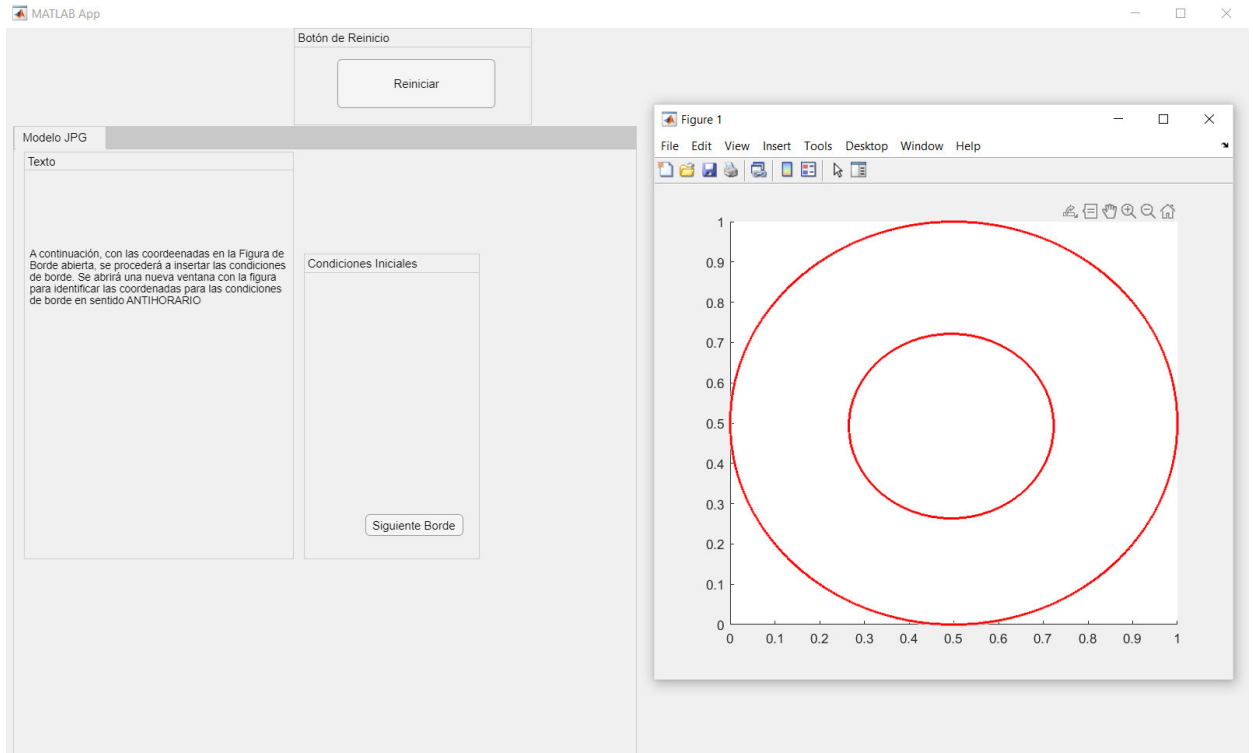 MATLAB App
Botón de Reinicio
Reiniciar
Modelo JPG
Texto
A continuación, con las coordeenadas en la Figura de
Borde abierta, se procederá a insertar las condiciones
de borde. Se abrirá una nueva ventana con la figura
para identificar las coordenadas para las condiciones
de borde en sentido ANTIHORARIO
Condiciones Iniciales
Siguiente Borde
Figure 1
File Edit View Insert Tools Desktop Window Help
1
0.9
0.8
0.7
0.6
0.5
0.4
0.3
0.2
0.1
0
0 0.1 0.2 0.3 0.4 0.5 0.6 0.7 0.8 0.9 1